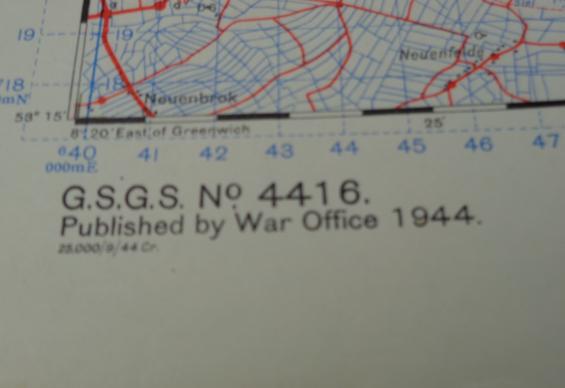 19 19
Neuenfelde
718 18
Neuenbrok
53° 15'
8° 20' East of Greenwich 25'
640 41 42 43 44 45 46 47
000mE
G.S.G.S. Nº 4416.
Published by War Office 1944.
25,000/9/44 Cr.